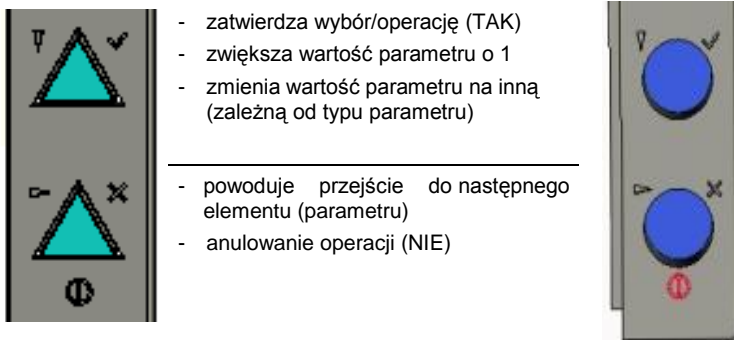 - zatwierdza wybór/operację (TAK)
- zwiększa wartość parametru o 1
- zmienia wartość parametru na inną
(zależną od typu parametru)
- powoduje przejście do następnego
elementu (parametru)
- anulowanie operacji (NIE)